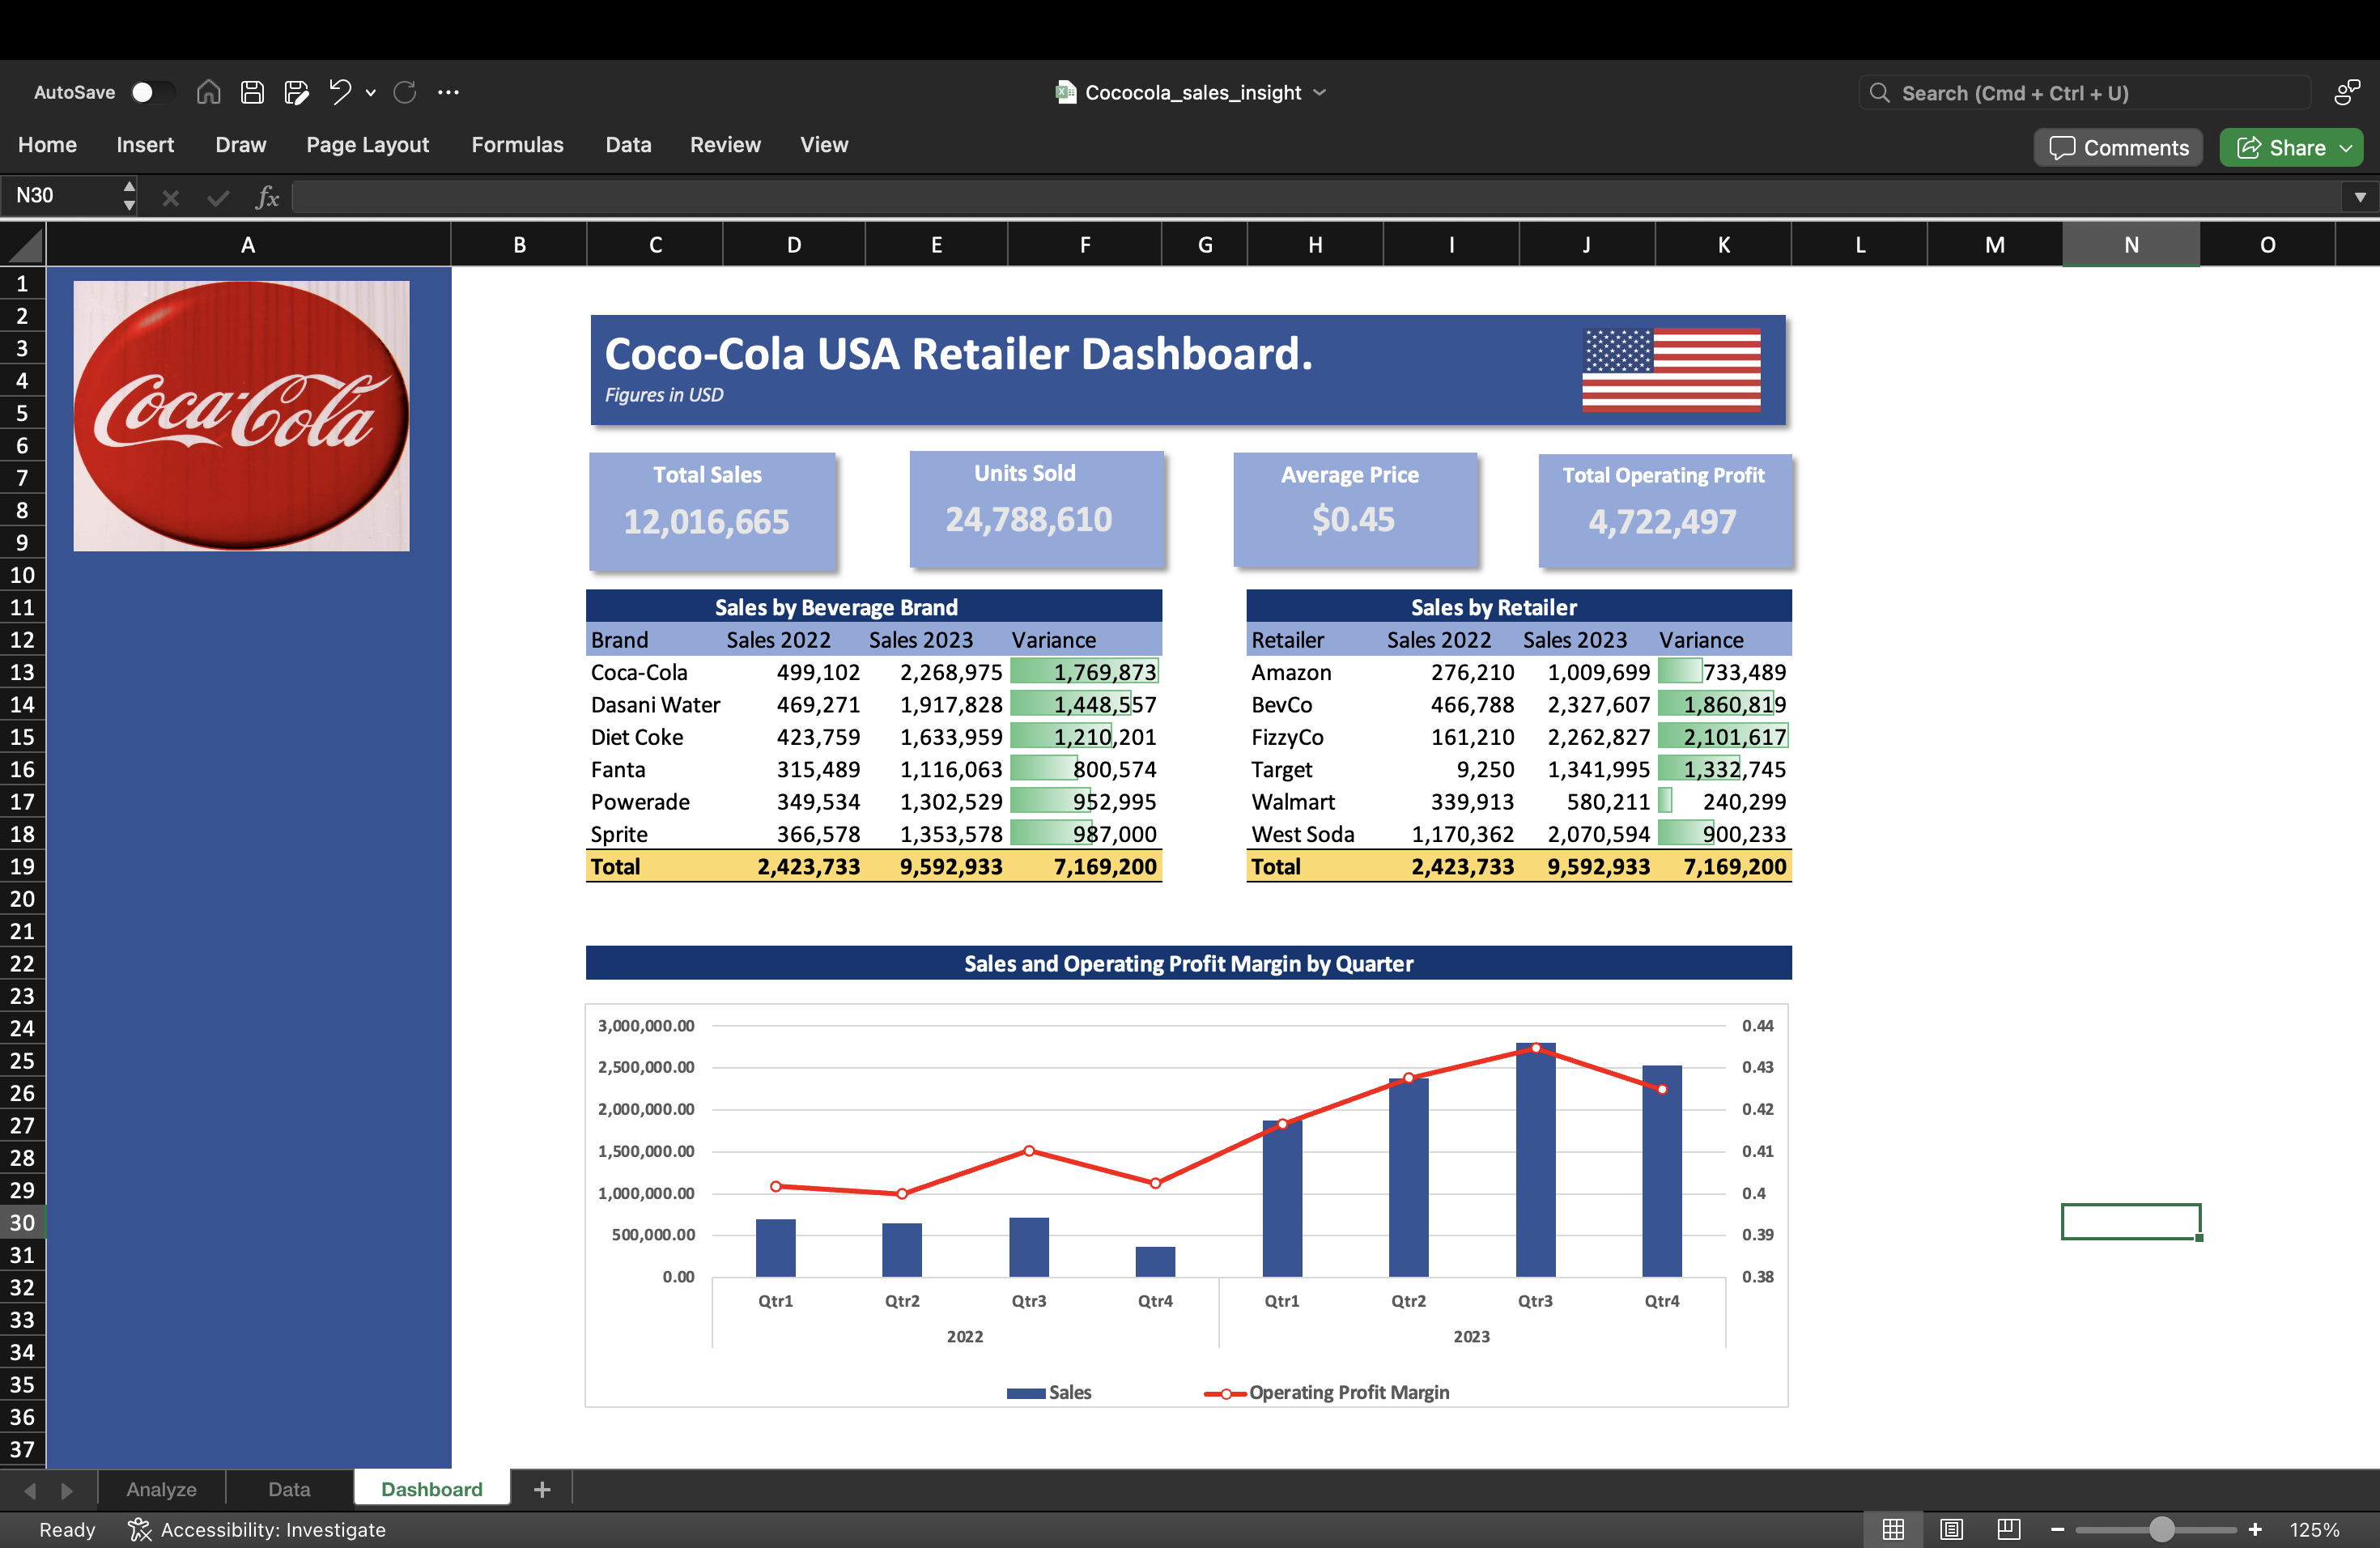 AutoSave
Cococola_sales_insight
Search (Cmd + Ctrl + U)
Home Insert Draw Page Layout Formulas Data Review View
Comments Share
N30 fx
A B C D E F G H I J K L M N O
1
2
3
4
5
6
7
8
9
10
11
12
13
14
15
16
17
18
19
20
21
22
23
24
25
26
27
28
29
30
31
32
33
34
35
36
37
Coca-Cola
Coco-Cola USA Retailer Dashboard.
Figures in USD
Total Sales
12,016,665
Units Sold
24,788,610
Average Price
$0.45
Total Operating Profit
4,722,497
Sales by Beverage Brand
Brand Sales 2022 Sales 2023 Variance
Coca-Cola 499,102 2,268,975 1,769,873
Dasani Water 469,271 1,917,828 1,448,557
Diet Coke 423,759 1,633,959 1,210,201
Fanta 315,489 1,116,063 800,574
Powerade 349,534 1,302,529 952,995
Sprite 366,578 1,353,578 987,000
Total 2,423,733 9,592,933 7,169,200
Sales by Retailer
Retailer Sales 2022 Sales 2023 Variance
Amazon 276,210 1,009,699 733,489
BevCo 466,788 2,327,607 1,860,819
FizzyCo 161,210 2,262,827 2,101,617
Target 9,250 1,341,995 1,332,745
Walmart 339,913 580,211 240,299
West Soda 1,170,362 2,070,594 900,233
Total 2,423,733 9,592,933 7,169,200
Sales and Operating Profit Margin by Quarter
3,000,000.00
2,500,000.00
2,000,000.00
1,500,000.00
1,000,000.00
500,000.00
0.00
0.44
0.43
0.42
0.41
0.4
0.39
0.38
Qtr1 Qtr2 Qtr3 Qtr4 Qtr1 Qtr2 Qtr3 Qtr4
2022 2023
Sales Operating Profit Margin
Analyze Data Dashboard
Ready Accessibility: Investigate
125%